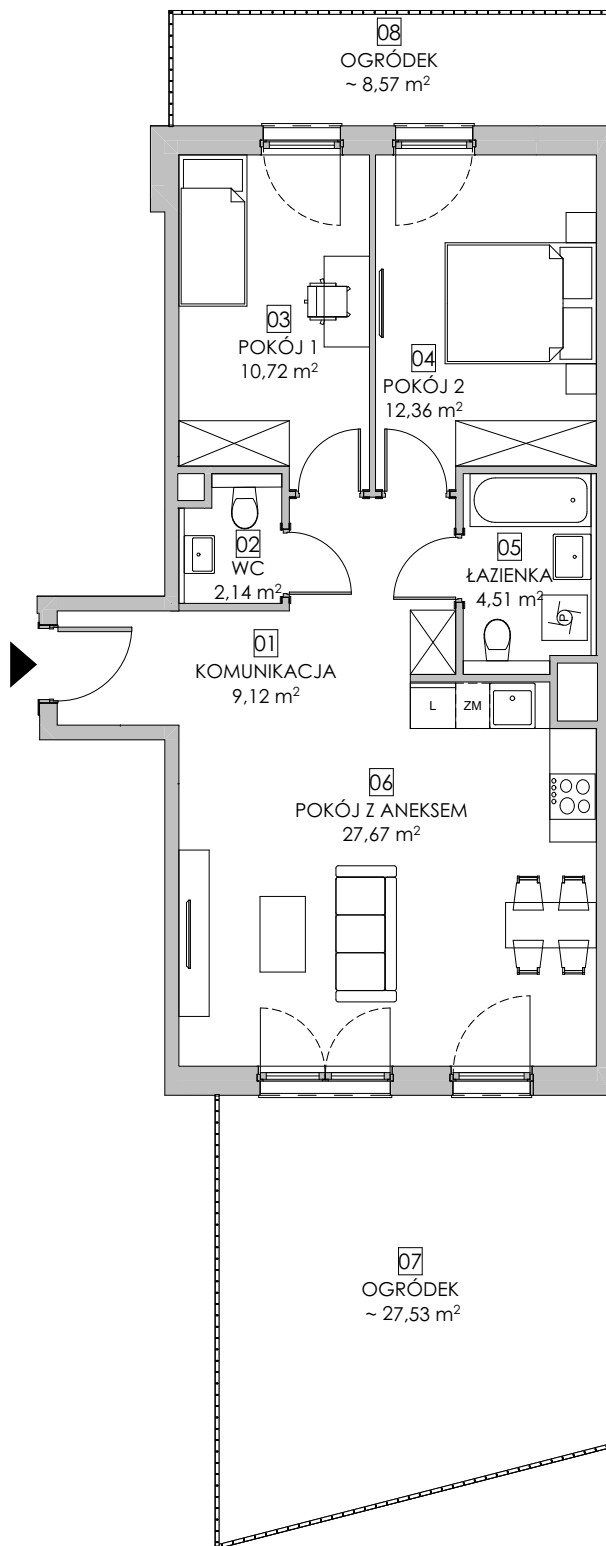 08
OGRÓDEK
~ 8,57 m²
03
POKÓJ 1
10,72 m²
04
POKÓJ 2
12,36 m²
02
WC
2,14 m²
05
ŁAZIENKA
4,51 m²
P
01
KOMUNIKACJA
9,12 m²
L
ZM
06
POKÓJ Z ANEKSEM
27,67 m²
07
OGRÓDEK
~ 27,53 m²